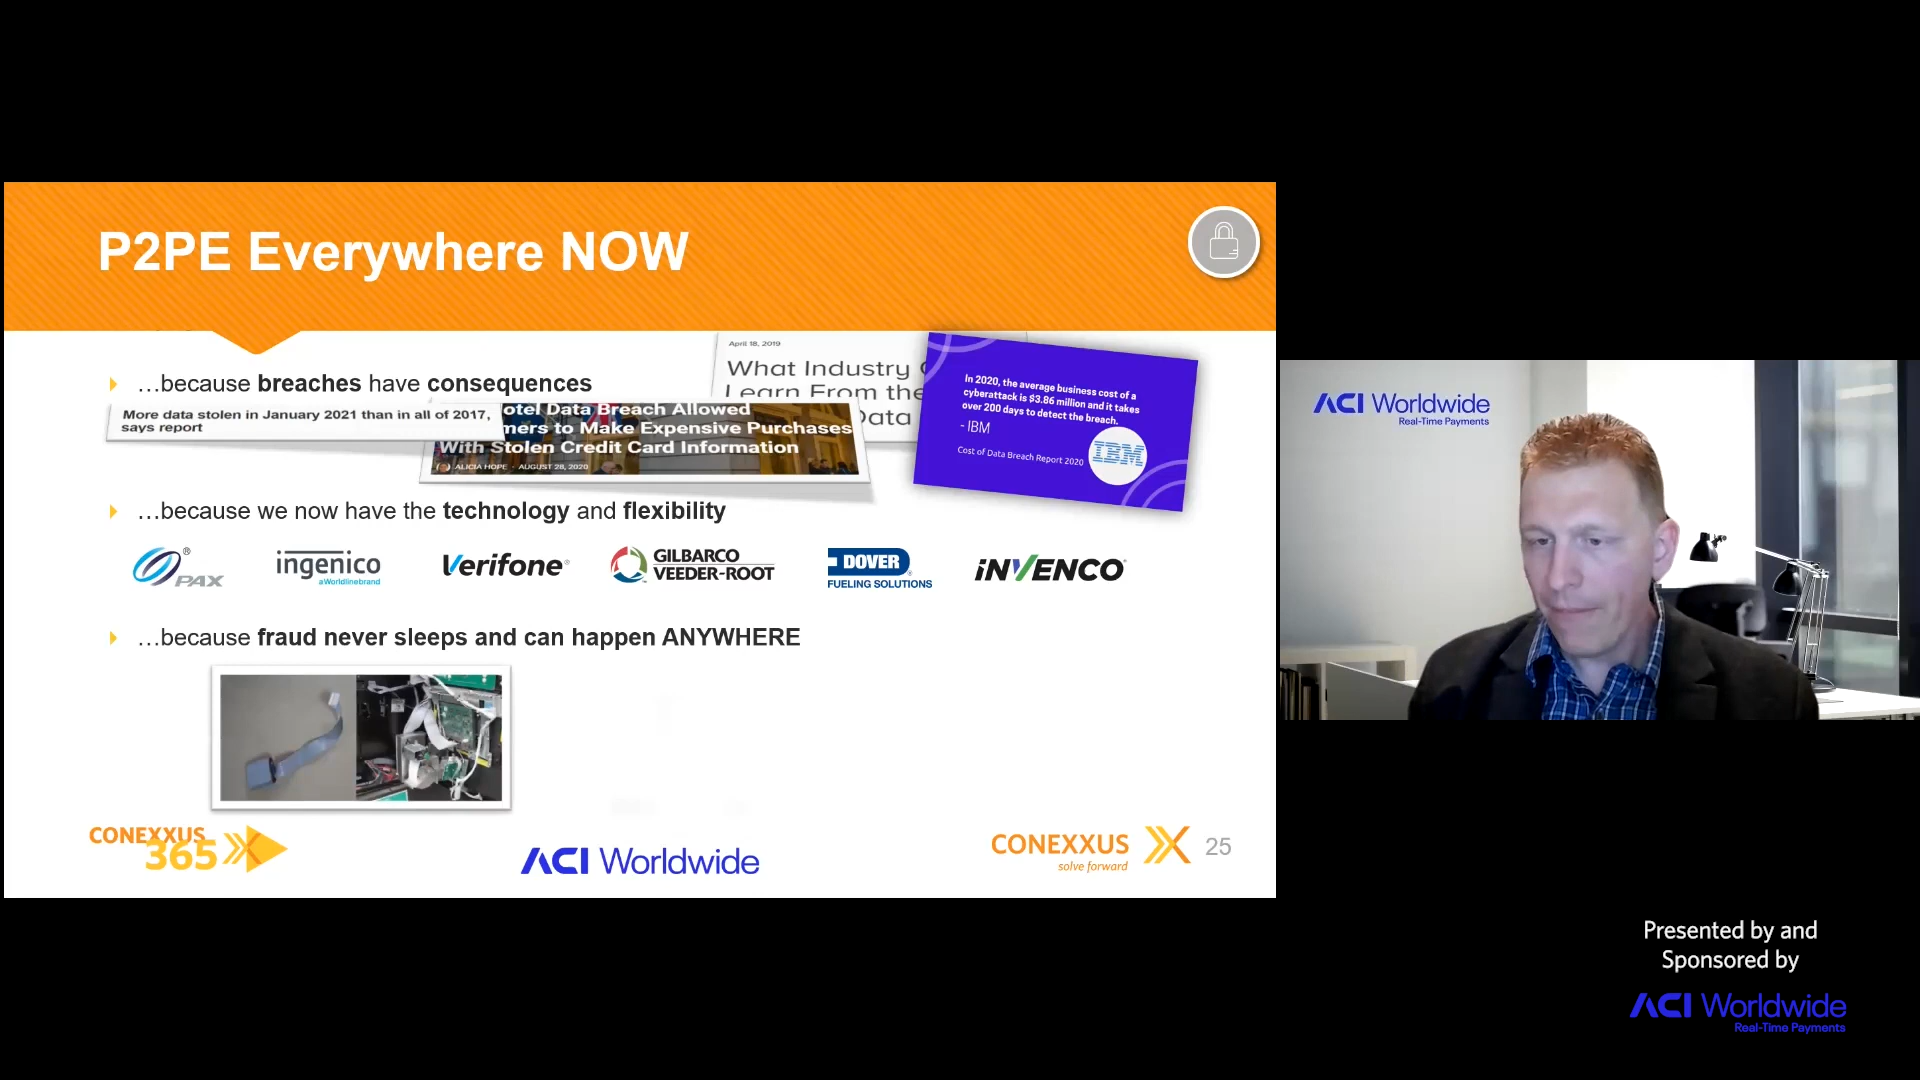 P2PE Everywhere NOW
…because breaches have consequences
April 18, 2019
What Industry
Learn From the
Data
In 2020, the average business cost of a
cyberattack is $3.86 million and it takes
over 200 days to detect the breach.
- IBM
Cost of Data Breach Report 2020
IBM
More data stolen in January 2021 than in all of 2017,
says report
otel Data Breach Allowed
mers to Make Expensive Purchases
With Stolen Credit Card Information
ALICIA HOPE · AUGUST 28, 2020
…because we now have the technology and flexibility
PAX®
ingenico
a Worldline brand
Verifone®
GILBARCO
VEEDER-ROOT
DOVER
FUELING SOLUTIONS
iNVENCO
…because fraud never sleeps and can happen ANYWHERE
CONEXXUS
365
ACI Worldwide
CONEXXUS
solve forward
25
ACI Worldwide
Real-Time Payments
Presented by and
Sponsored by
ACI Worldwide
Real-Time Payments